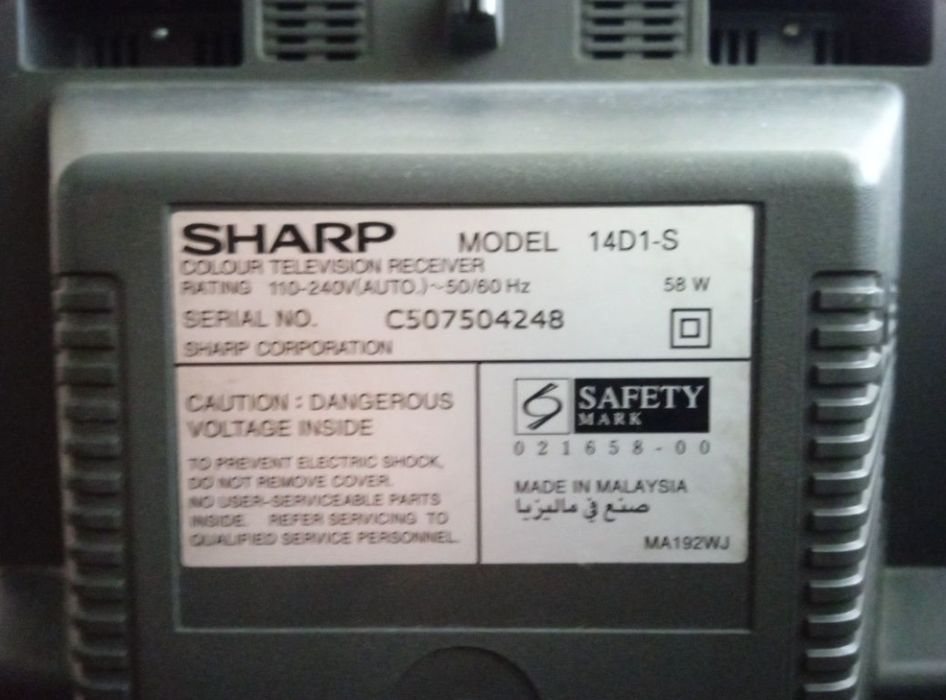 SHARP MODEL 14D1-S
COLOUR TELEVISION RECEIVER
RATING 110-240V(AUTO.)~50/60 Hz 58 W
SERIAL NO. C507504248
SHARP CORPORATION
CAUTION : DANGEROUS
VOLTAGE INSIDE
TO PREVENT ELECTRIC SHOCK,
DO NOT REMOVE COVER.
NO USER-SERVICEABLE PARTS
INSIDE. REFER SERVICING TO
QUALIFIED SERVICE PERSONNEL.
SAFETY
MARK
021658-00
MADE IN MALAYSIA
صنع في ماليزيا
MA192WJ